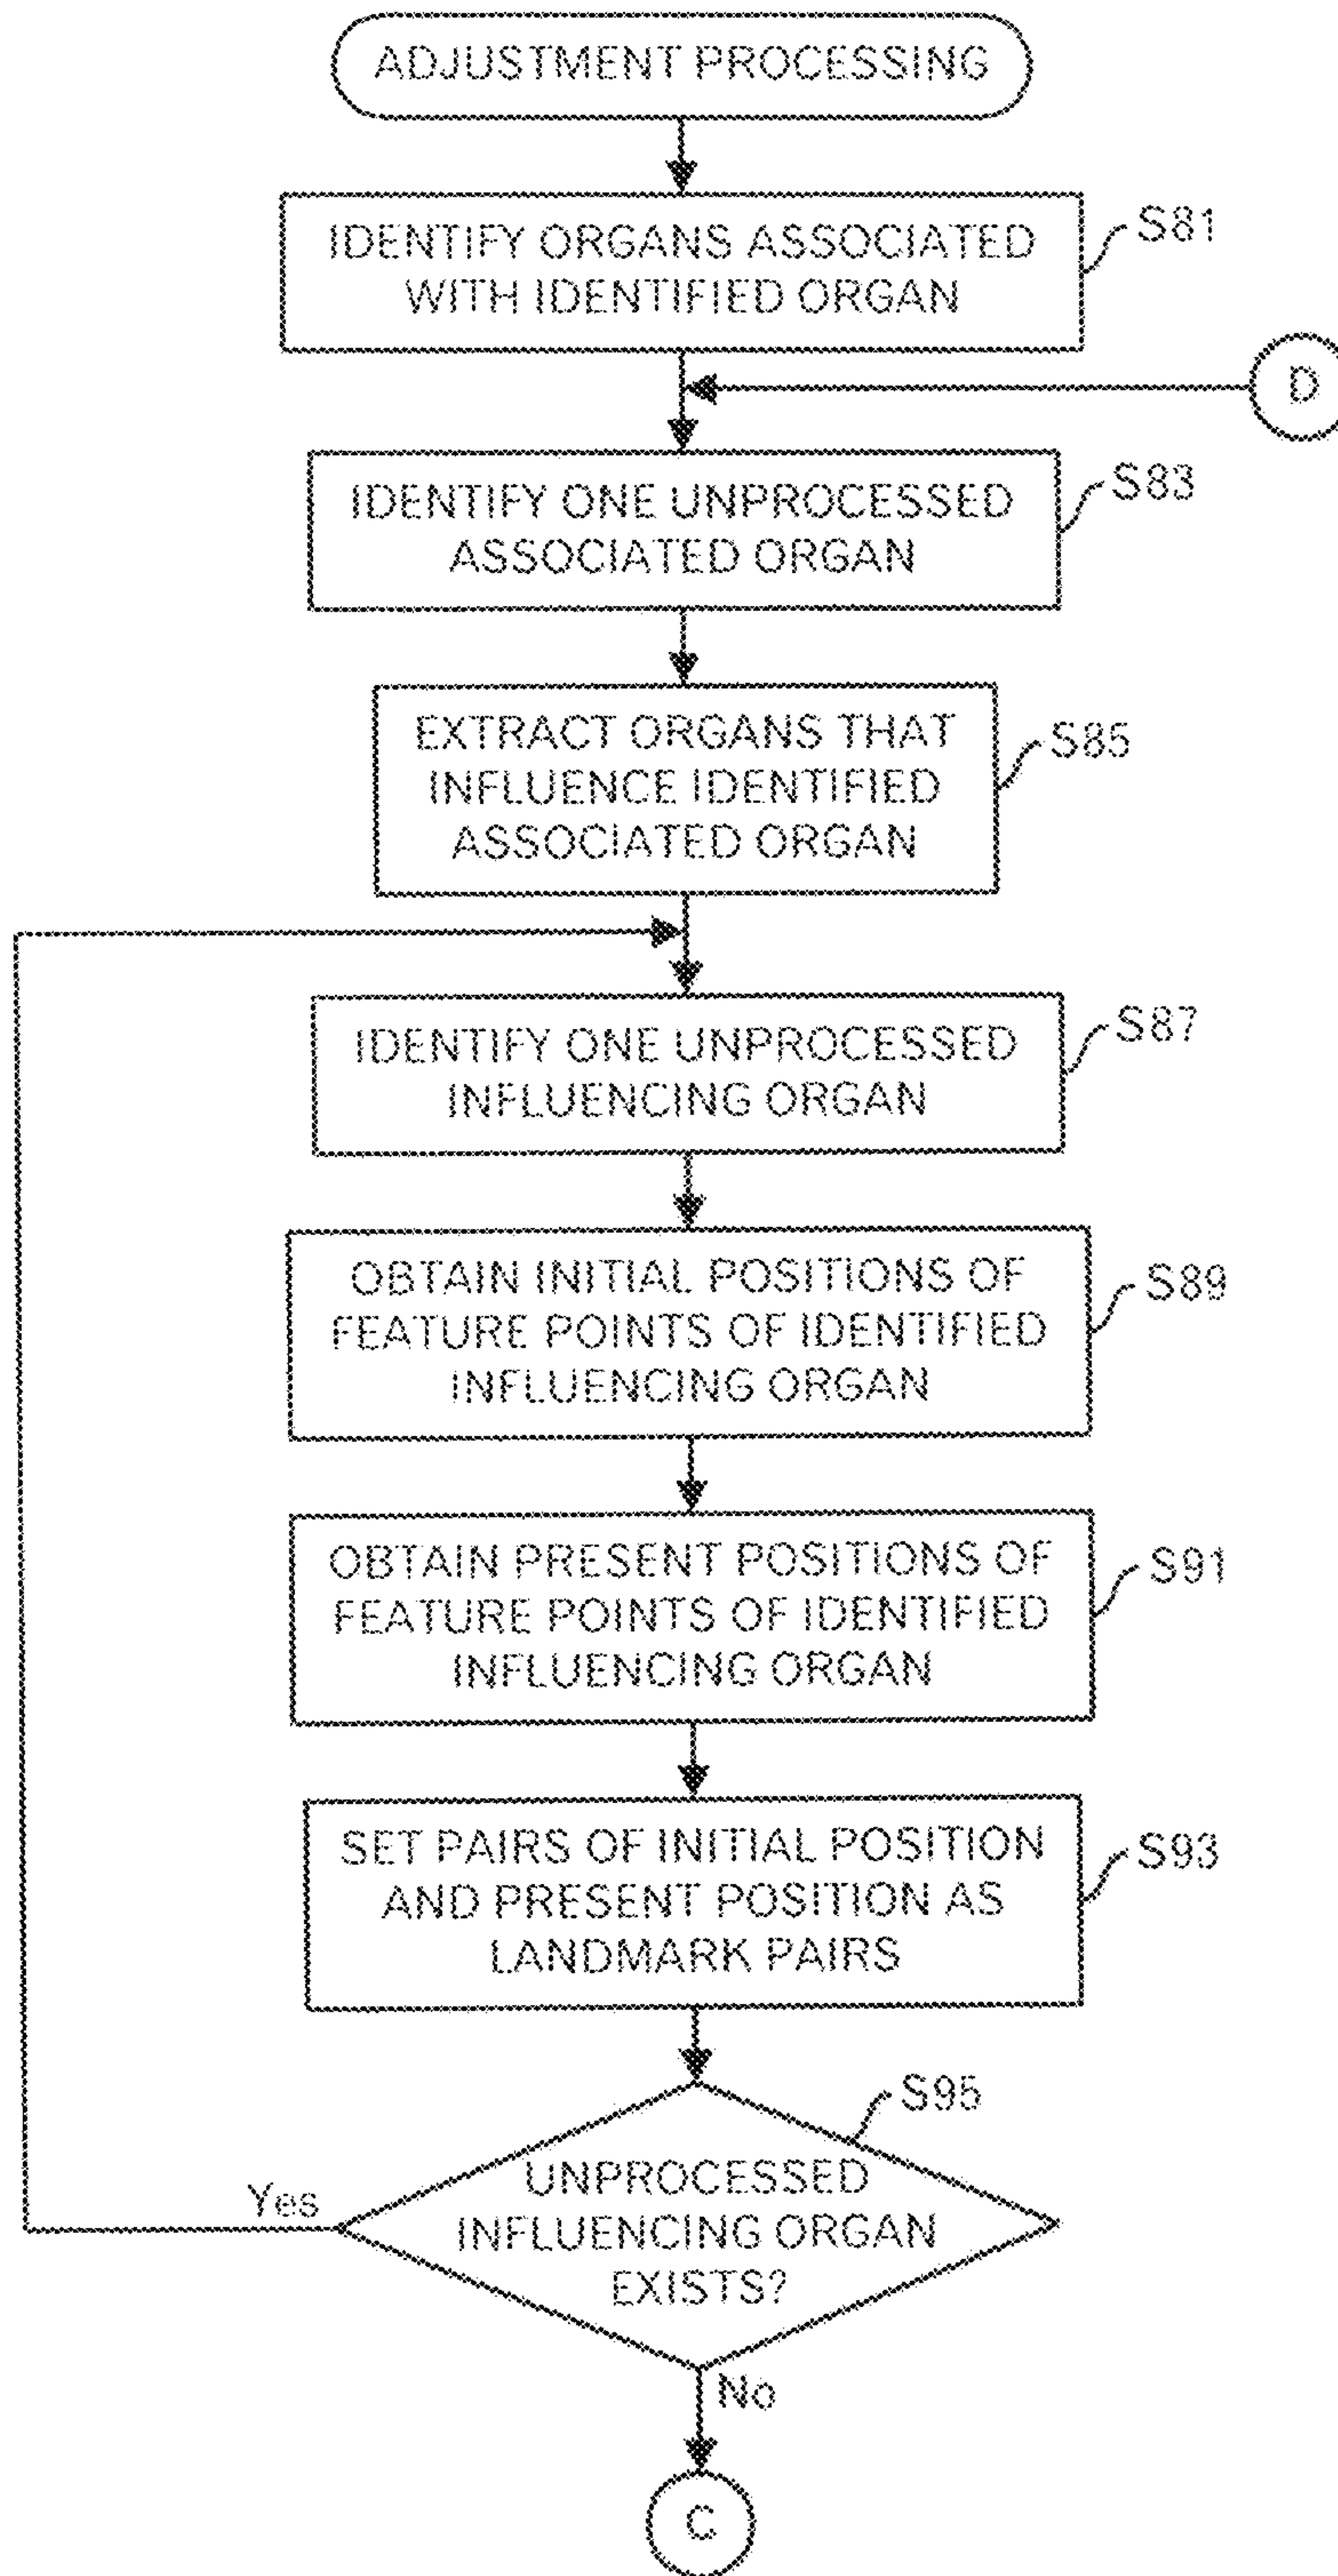 ADJUSTMENT PROCESSING
IDENTIFY ORGANS ASSOCIATED
WITH IDENTIFIED ORGAN
S81
D
IDENTIFY ONE UNPROCESSED
ASSOCIATED ORGAN
S83
EXTRACT ORGANS THAT
INFLUENCE IDENTIFIED
ASSOCIATED ORGAN
S85
IDENTIFY ONE UNPROCESSED
INFLUENCING ORGAN
S87
OBTAIN INITIAL POSITIONS OF
FEATURE POINTS OF IDENTIFIED
INFLUENCING ORGAN
S89
OBTAIN PRESENT POSITIONS OF
FEATURE POINTS OF IDENTIFIED
INFLUENCING ORGAN
S91
SET PAIRS OF INITIAL POSITION
AND PRESENT POSITION AS
LANDMARK PAIRS
S93
S95
UNPROCESSED
INFLUENCING ORGAN
EXISTS?
Yes
No
C